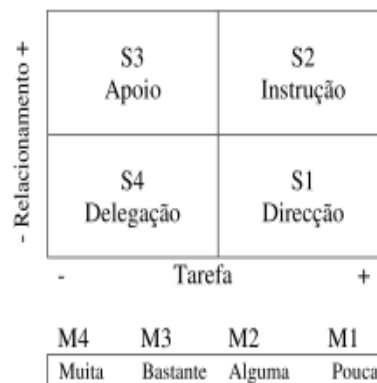 - Relacionamento +
S3
Apoio
S2
Instrução
S4
Delegação
S1
Direcção
- Tarefa +
M4 M3 M2 M1
Muita Bastante Alguma Pouca